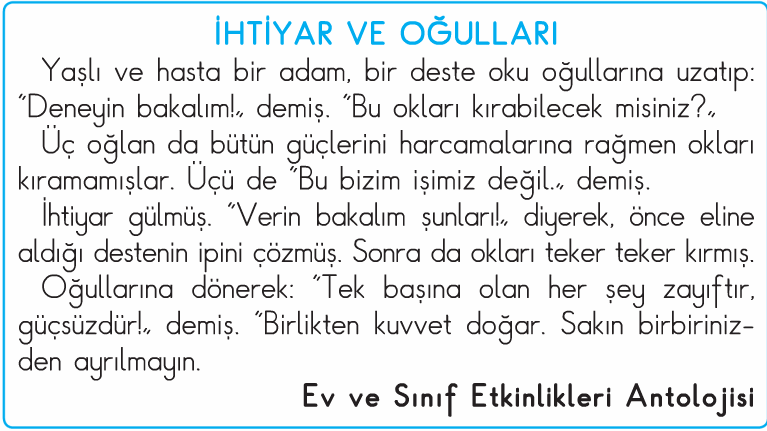 İHTİYAR VE OĞULLARI
Yaşlı ve hasta bir adam, bir deste oku oğullarına uzatıp:
"Deneyin bakalım!" demiş. "Bu okları kırabilecek misiniz?"
Üç oğlan da bütün güçlerini harcamalarına rağmen okları
kıramamışlar. Üçü de "Bu bizim işimiz değil." demiş.
İhtiyar gülmüş. "Verin bakalım şunları!" diyerek, önce eline
aldığı destenin ipini çözmüş. Sonra da okları teker teker kırmış.
Oğullarına dönerek: "Tek başına olan her şey zayıftır,
güçsüzdür!" demiş. "Birlikten kuvvet doğar. Sakın birbiriniz-
den ayrılmayın.
Ev ve Sınıf Etkinlikleri Antolojisi